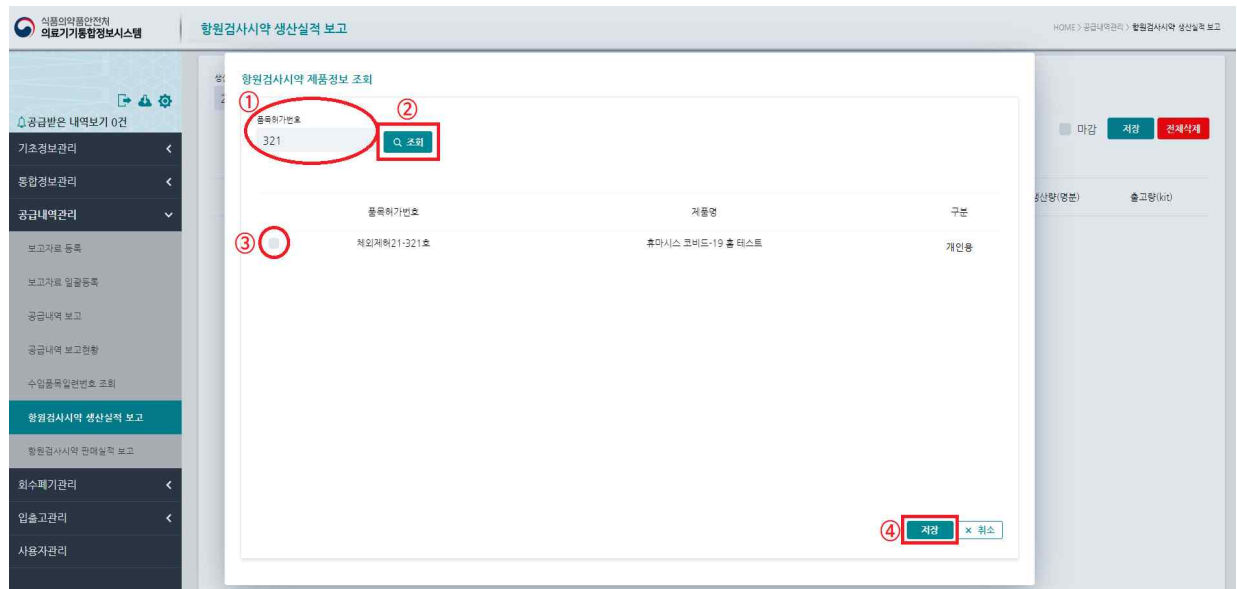 식품의약품안전처
의료기기통합정보시스템
항원검사시약 생산실적 보고
HOME > 공급내역관리 > 항원검사시약 생산실적 보고
공급받은 내역보기 0건
기초정보관리
통합정보관리
공급내역관리
보고자료 등록
보고자료 일괄등록
공급내역 보고
공급내역 보고현황
수입품목일련번호 조회
항원검사시약 생산실적 보고
항원검사시약 판매실적 보고
회수폐기관리
입출고관리
사용자관리
항원검사시약 제품정보 조회
①
품목허가번호
321
②
조회
품목허가번호 제품명 구분
③ 체외제허21-321호 휴마시스 코비드-19 홈 테스트 개인용
④ 저장 × 취소
마감 저장 전체삭제
출고량(kit)